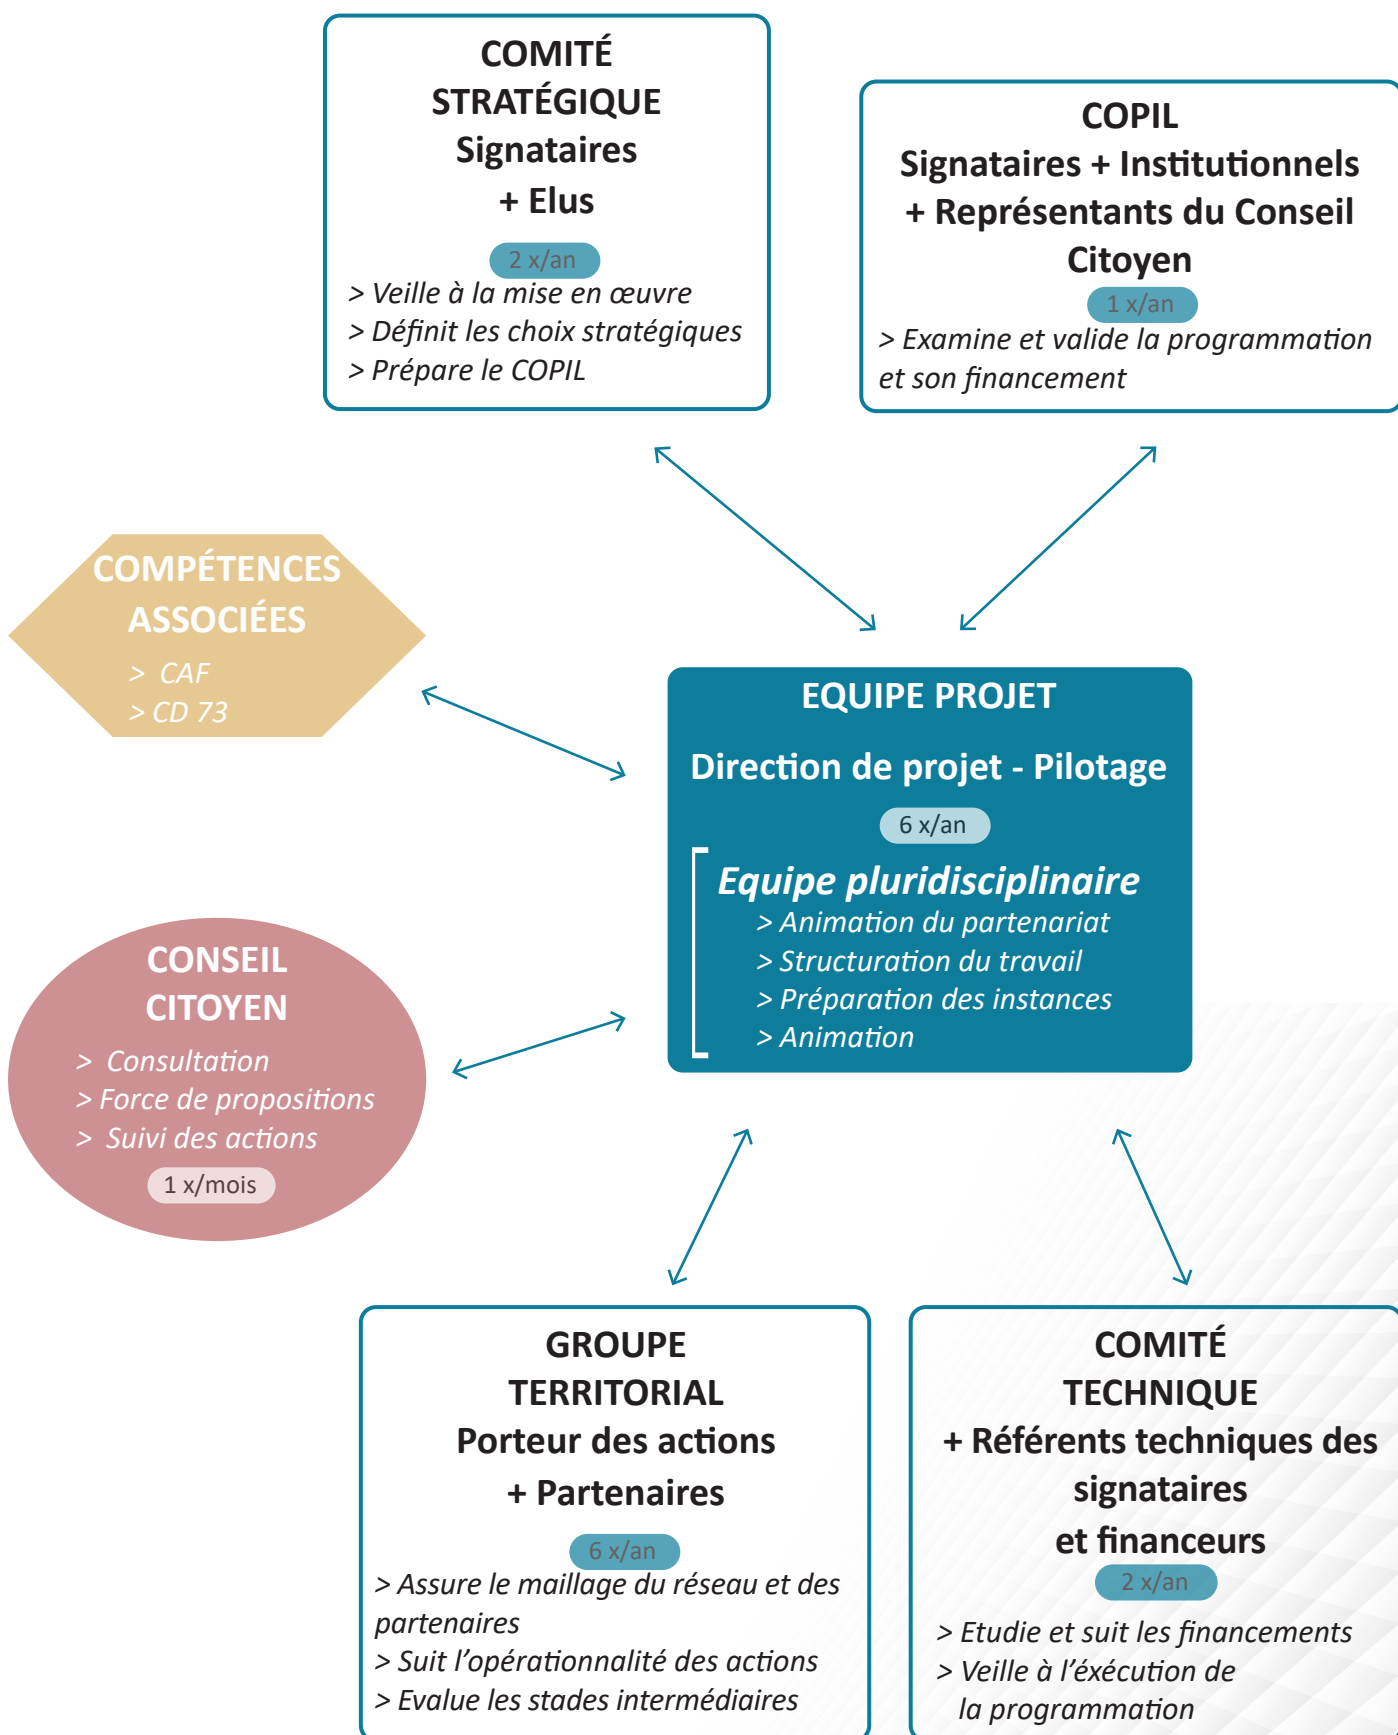 COMITÉ
STRATÉGIQUE
Signataires
+ Elus
2 x/an
> Veille à la mise en œuvre
> Définit les choix stratégiques
> Prépare le COPIL
COPIL
Signataires + Institutionnels
+ Représentants du Conseil
Citoyen
1 x/an
> Examine et valide la programmation
et son financement
COMPÉTENCES
ASSOCIÉES
> CAF
> CD 73
EQUIPE PROJET
Direction de projet - Pilotage
6 x/an
Equipe pluridisciplinaire
> Animation du partenariat
> Structuration du travail
> Préparation des instances
> Animation
CONSEIL
CITOYEN
> Consultation
> Force de propositions
> Suivi des actions
1 x/mois
GROUPE
TERRITORIAL
Porteur des actions
+ Partenaires
6 x/an
> Assure le maillage du réseau et des
partenaires
> Suit l’opérationnalité des actions
> Evalue les stades intermédiaires
COMITÉ
TECHNIQUE
+ Référents techniques des
signataires
et financeurs
2 x/an
> Etudie et suit les financements
> Veille à l’éxécution de
la programmation